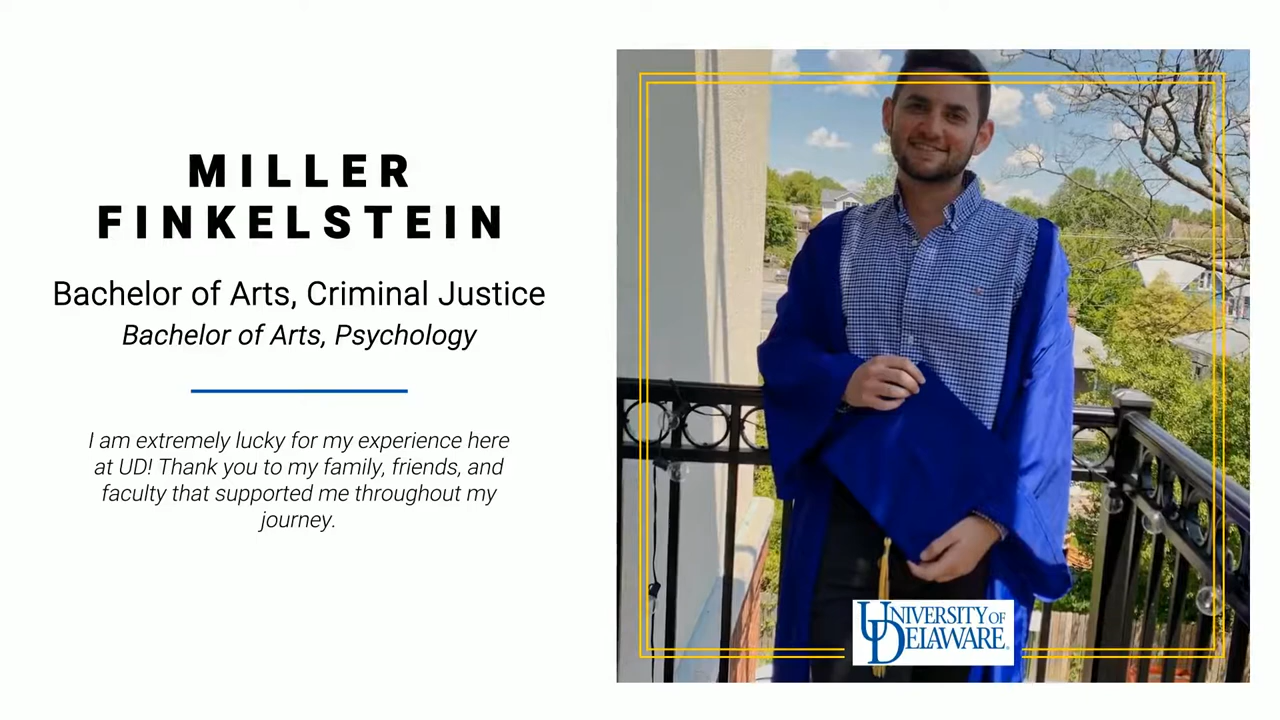 MILLER
FINKELSTEIN
Bachelor of Arts, Criminal Justice
Bachelor of Arts, Psychology
I am extremely lucky for my experience here
at UD! Thank you to my family, friends, and
faculty that supported me throughout my
journey.
UNIVERSITY OF
DELAWARE